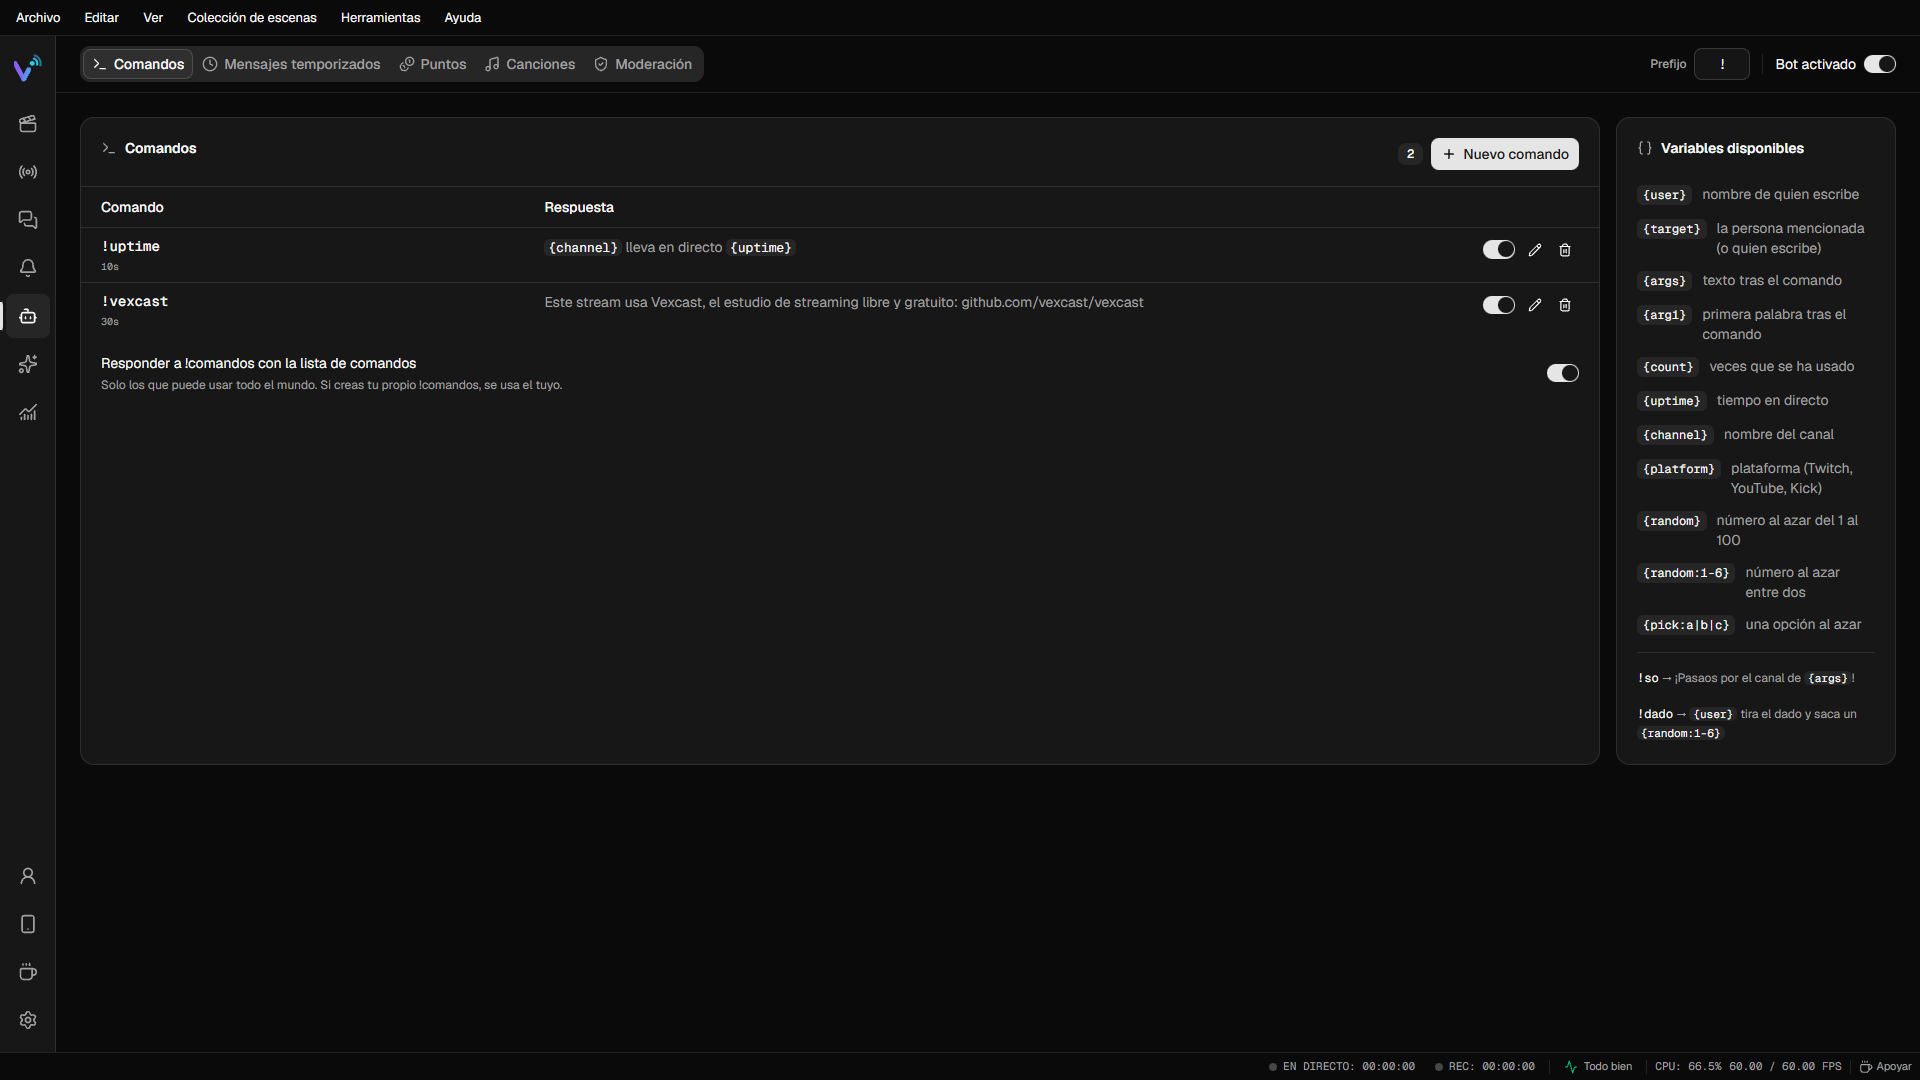 Archivo Editar Ver Colección de escenas Herramientas Ayuda
Comandos Mensajes temporizados Puntos Canciones Moderación Prefijo ! Bot activado
Comandos 2 Nuevo comando
Comando Respuesta
!uptime {channel} lleva en directo {uptime}
10s
!vexcast Este stream usa Vexcast, el estudio de streaming libre y gratuito: github.com/vexcast/vexcast
30s
Responder a !comandos con la lista de comandos
Solo los que puede usar todo el mundo. Si creas tu propio !comandos, se usa el tuyo.
Variables disponibles
{user} nombre de quien escribe
{target} la persona mencionada
(o quien escribe)
{args} texto tras el comando
{arg1} primera palabra tras el
comando
{count} veces que se ha usado
{uptime} tiempo en directo
{channel} nombre del canal
{platform} plataforma (Twitch,
YouTube, Kick)
{random} número al azar del 1 al
100
{random:1-6} número al azar
entre dos
{pick:a|b|c} una opción al azar
!so → ¡Pasaos por el canal de {args}!
!dado → {user} tira el dado y saca un
{random:1-6}
EN DIRECTO: 00:00:00 REC: 00:00:00 Todo bien CPU: 66.5% 60.00 / 60.00 FPS Apoyar